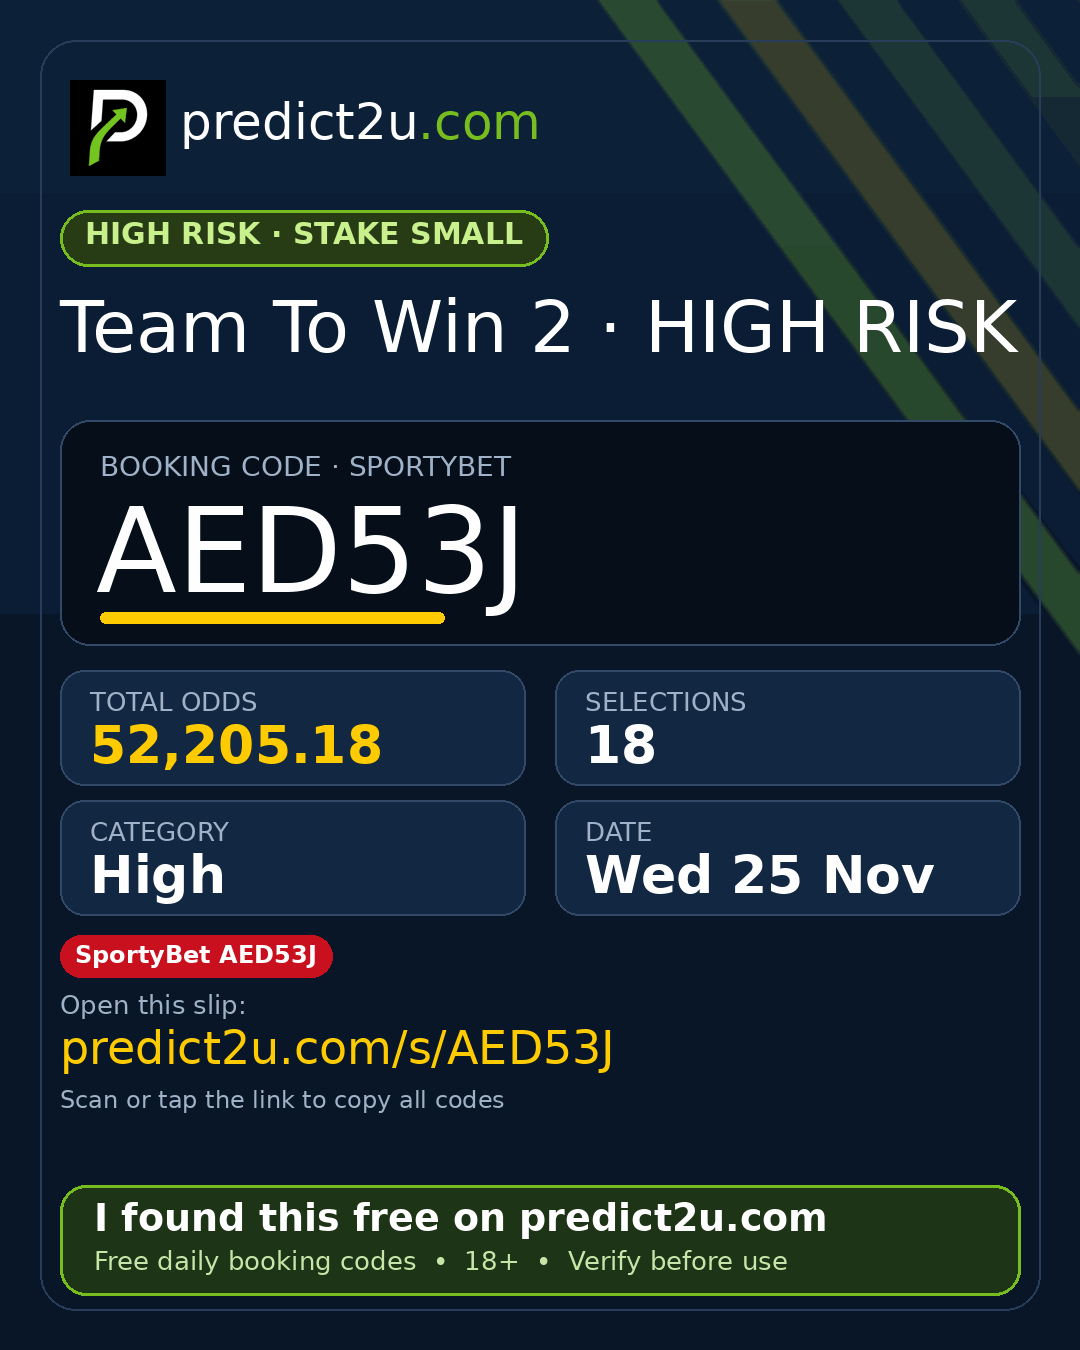 predict2u.com
HIGH RISK · STAKE SMALL
Team To Win 2 · HIGH RISK
BOOKING CODE · SPORTYBET
AED53J
TOTAL ODDS
52,205.18
SELECTIONS
18
CATEGORY
High
DATE
Wed 25 Nov
SportyBet AED53J
Open this slip:
predict2u.com/s/AED53J
Scan or tap the link to copy all codes
I found this free on predict2u.com
Free daily booking codes • 18+ • Verify before use